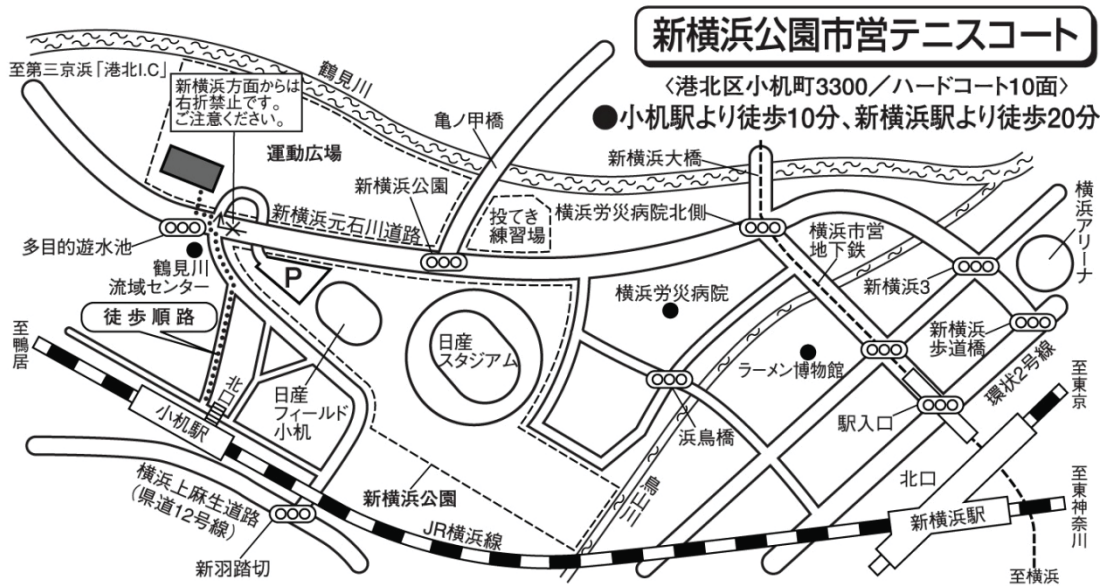 新横浜公園市営テニスコート
〈港北区小机町3300／ハードコート10面〉
●小机駅より徒歩10分、新横浜駅より徒歩20分
至第三京浜「港北I.C」
新横浜方面からは
右折禁止です。
ご注意ください。
鶴見川
亀ノ甲橋
運動広場
新横浜公園
新横浜大橋
新横浜元石川道路
投てき
練習場
横浜労災病院北側
横浜市営
地下鉄
横浜アリーナ
多目的遊水池
鶴見川
流域センター
P
新横浜3
横浜労災病院
徒歩順路
至鴨居
日産
スタジアム
新横浜
歩道橋
ラーメン博物館
環状2号線
至東京
北口
小机駅
日産
フィールド
小机
浜鳥橋
駅入口
横浜上麻生道路
（県道12号線）
新横浜公園
鳥山川
北口
至東神奈川
JR横浜線
新横浜駅
新羽踏切
至横浜